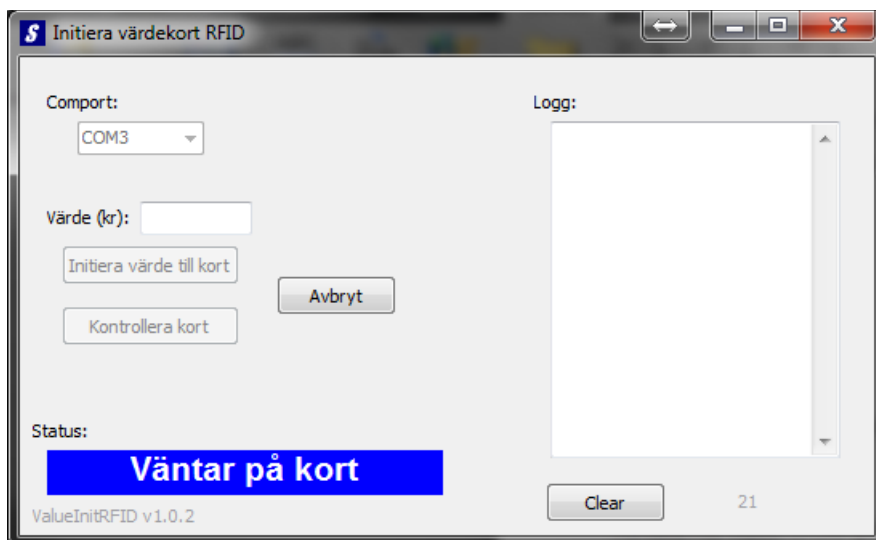 S Initiera värdekort RFID
Comport:
COM3
Värde (kr):
Initiera värde till kort
Kontrollera kort
Avbryt
Status:
Väntar på kort
ValueInitRFID v1.0.2
Logg:
Clear
21